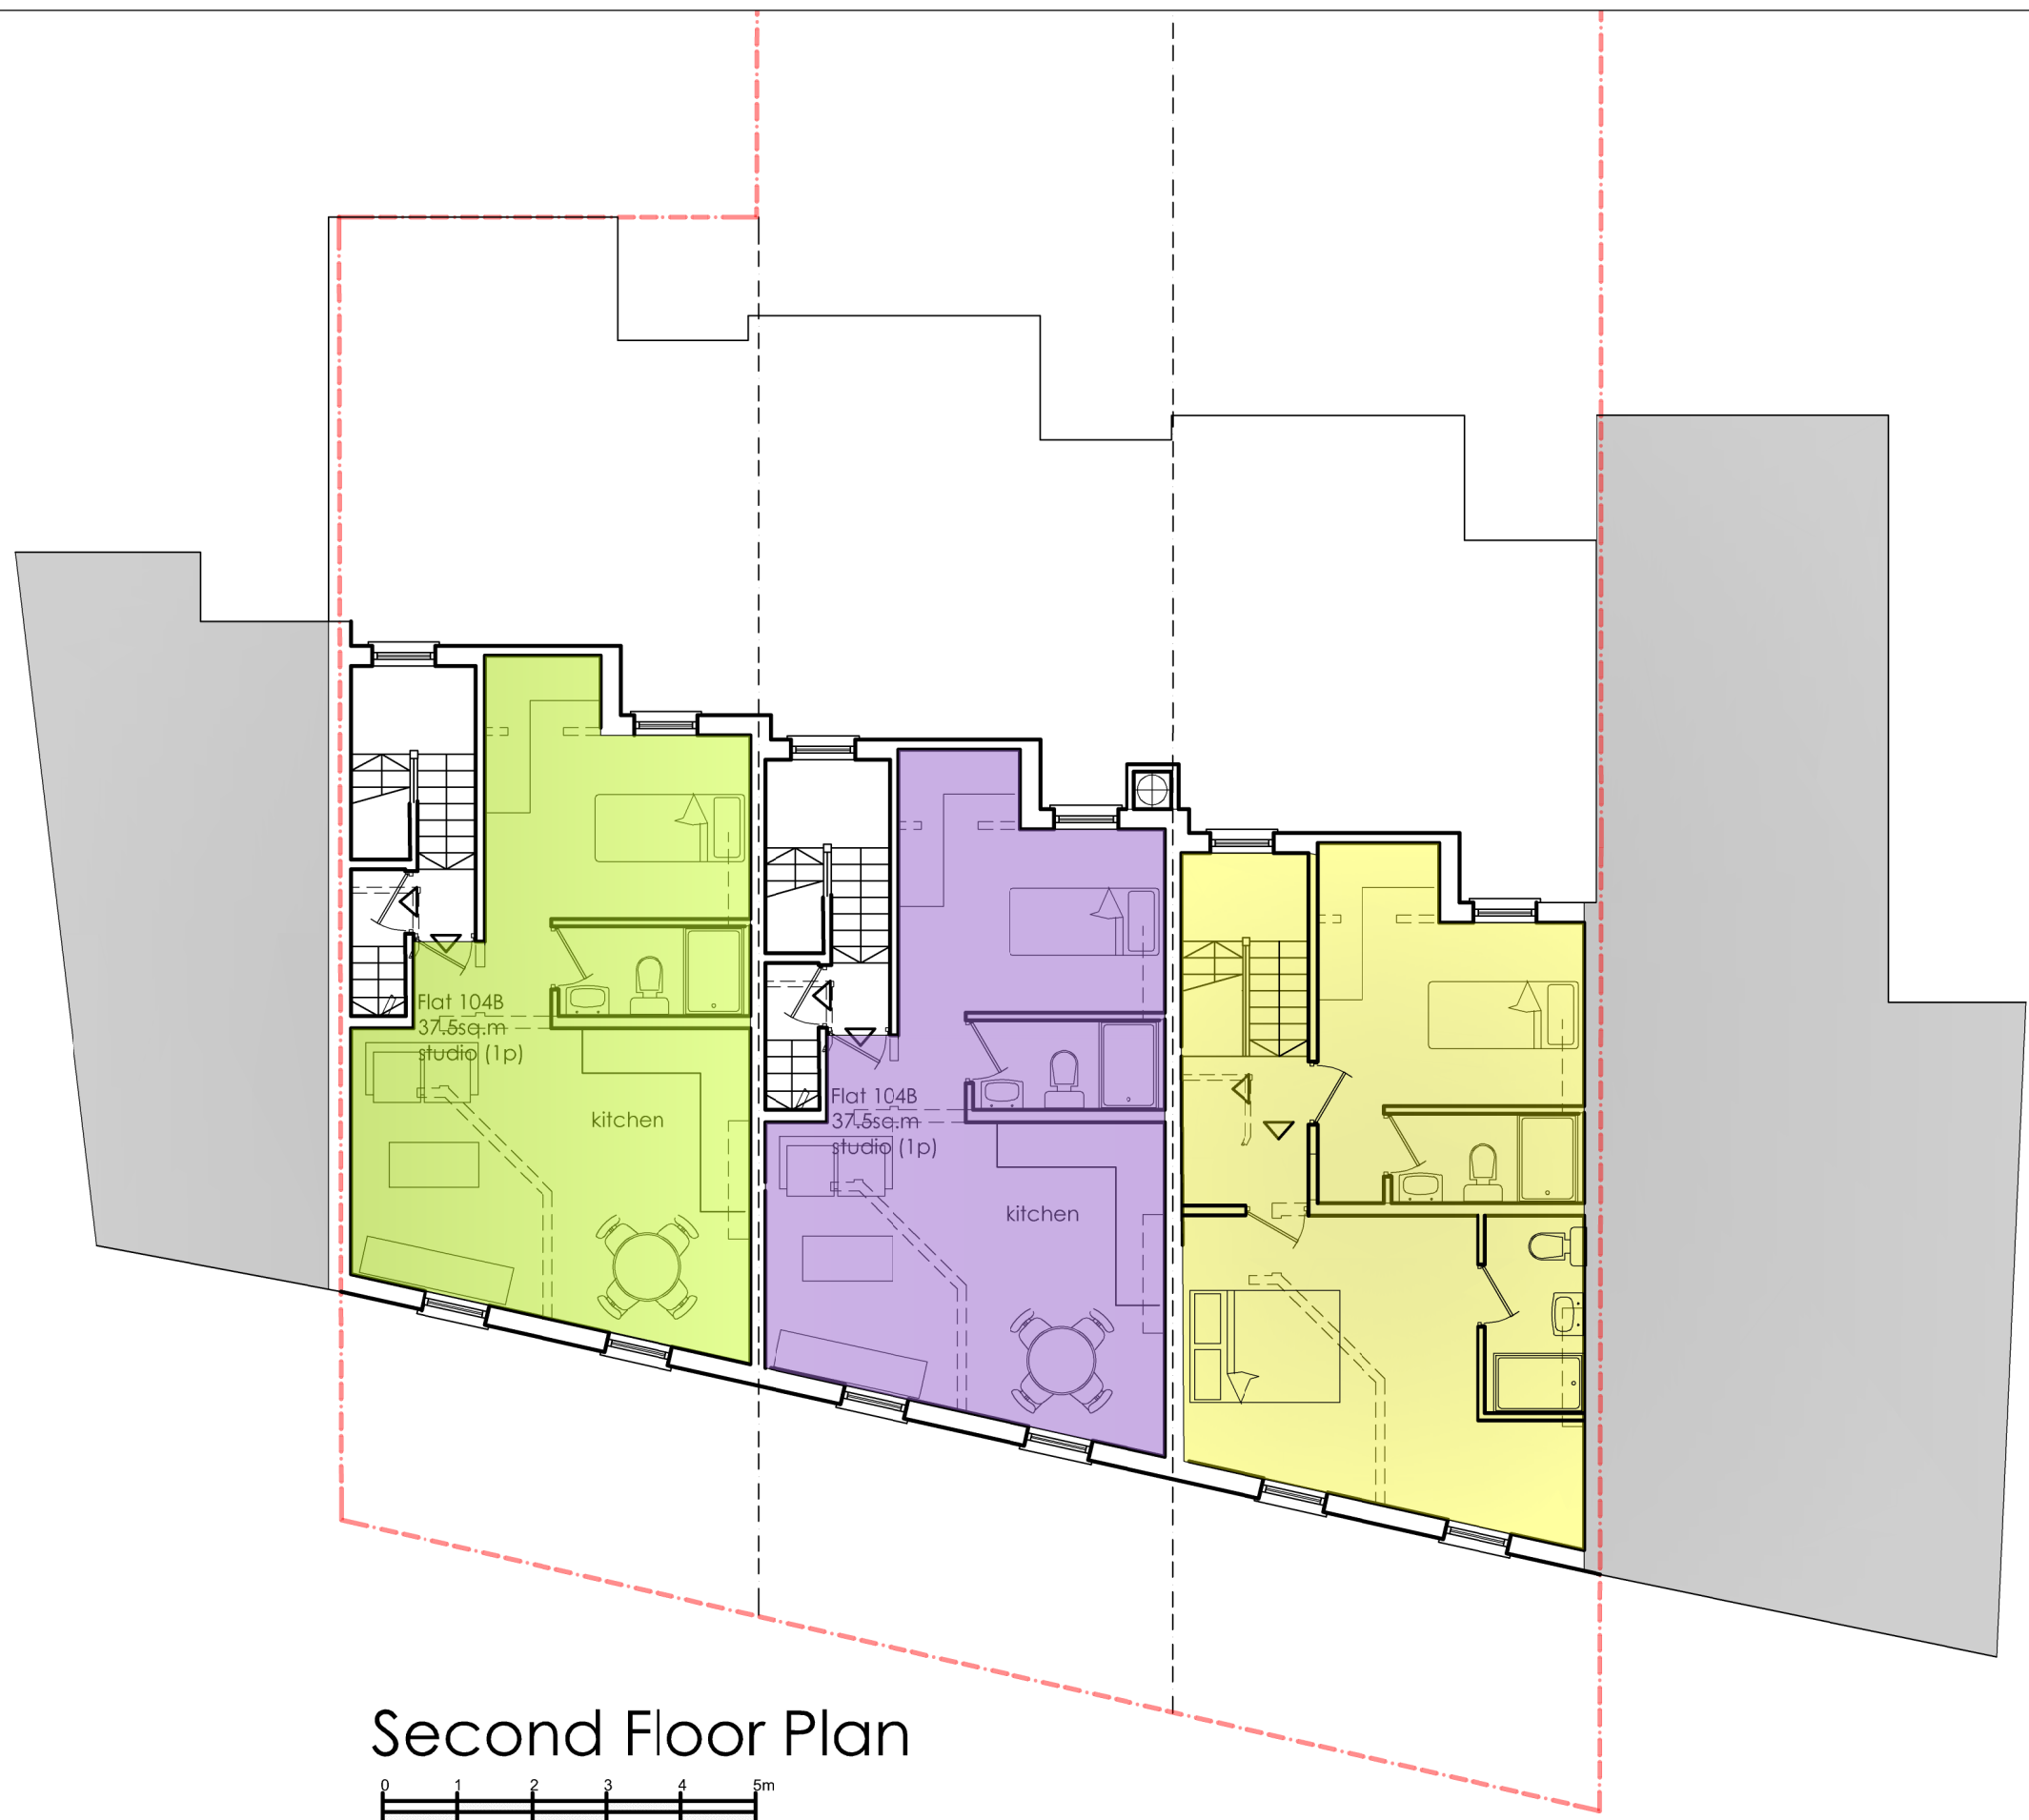 Flat 104B
37.5sq.m
studio (1p)
kitchen
Flat 104B
37.5sq.m
studio (1p)
kitchen
Second Floor Plan
0 1 2 3 4 5m